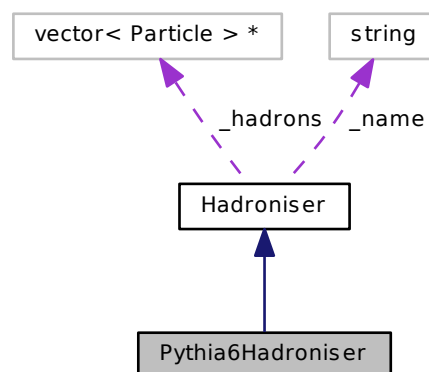 vector< Particle > *
string
_hadrons
_name
Hadroniser
Pythia6Hadroniser